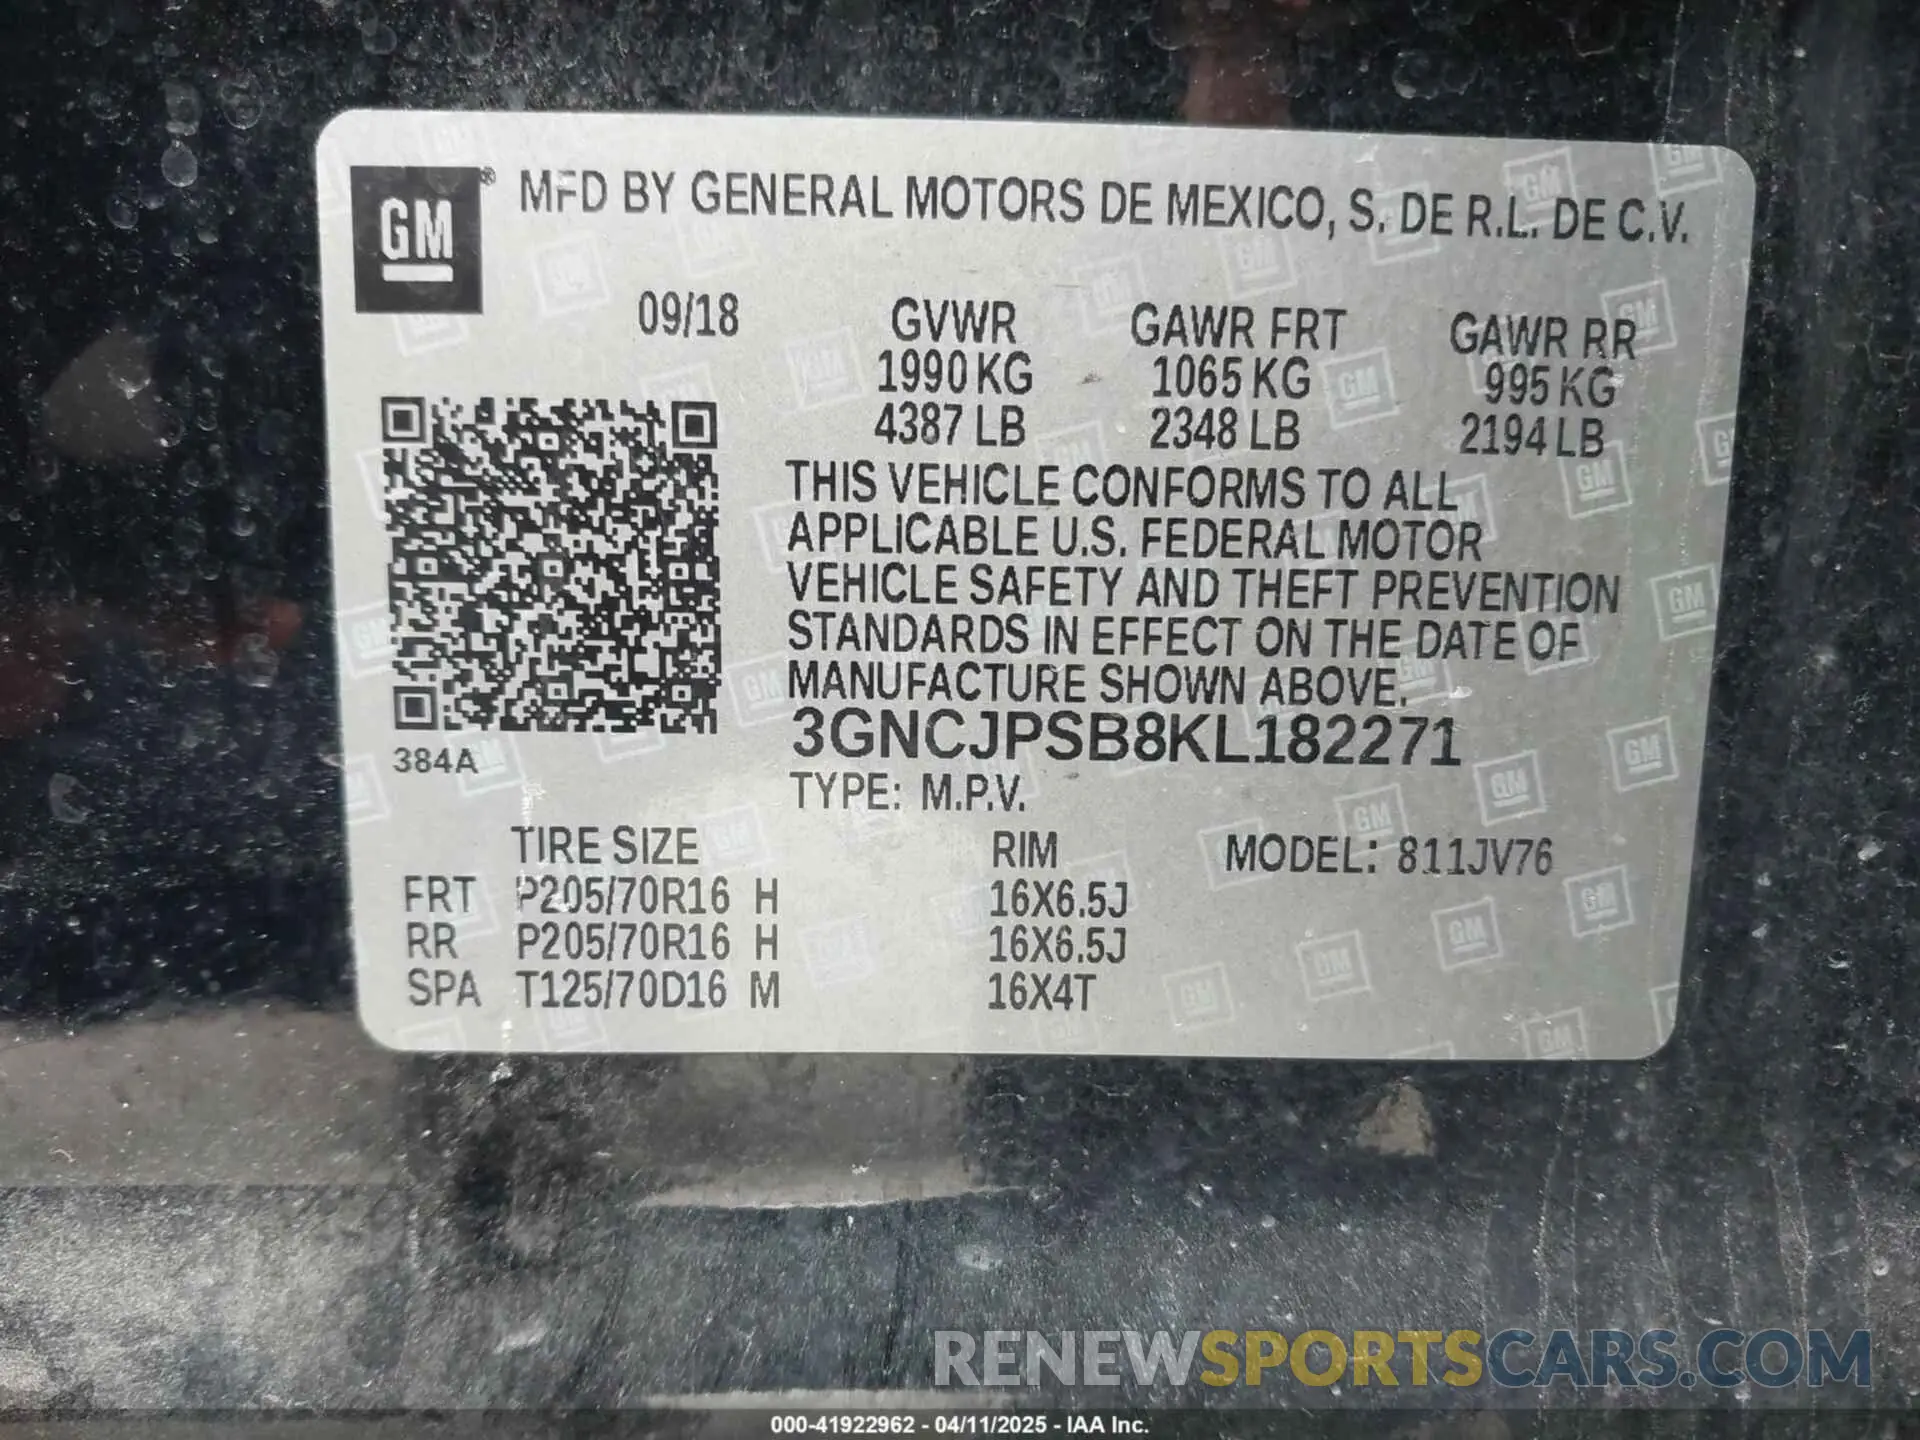 GM ® MFD BY GENERAL MOTORS DE MEXICO, S. DE R.L. DE C.V.
09/18 GVWR GAWR FRT GAWR RR
1990 KG 1065 KG 995 KG
4387 LB 2348 LB 2194 LB
THIS VEHICLE CONFORMS TO ALL
APPLICABLE U.S. FEDERAL MOTOR
VEHICLE SAFETY AND THEFT PREVENTION
STANDARDS IN EFFECT ON THE DATE OF
MANUFACTURE SHOWN ABOVE.
3GNCJPSB8KL182271
384A
TYPE: M.P.V.
TIRE SIZE RIM MODEL: 811JV76
FRT P205/70R16 H 16X6.5J
RR P205/70R16 H 16X6.5J
SPA T125/70D16 M 16X4T
RENEWSPORTSCARS.COM
000-41922962 - 04/11/2025 - IAA Inc.